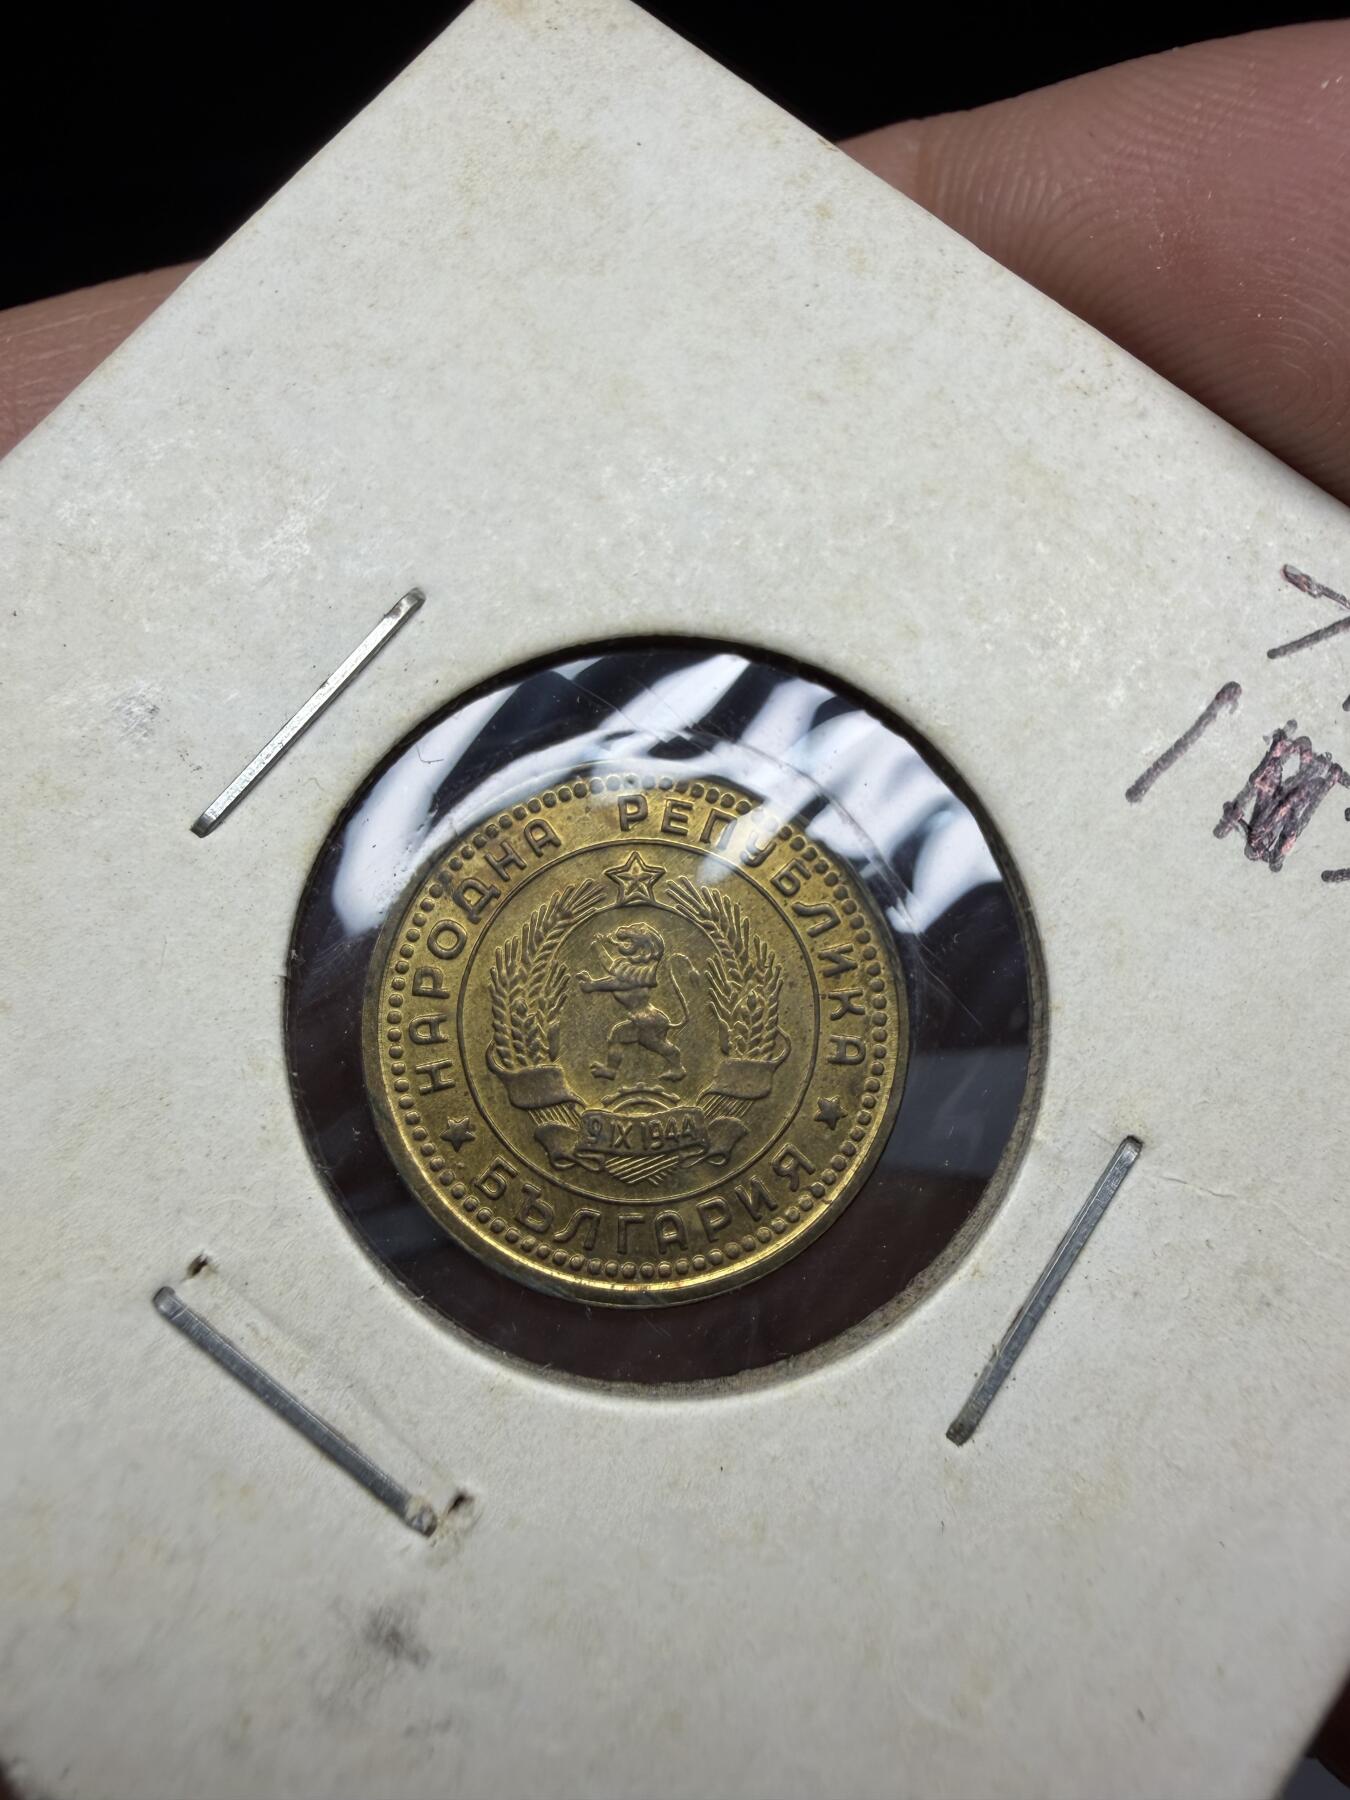 НАРОДНА РЕПУБЛИКА
★ БЪЛГАРИЯ ★
9 IX 1944